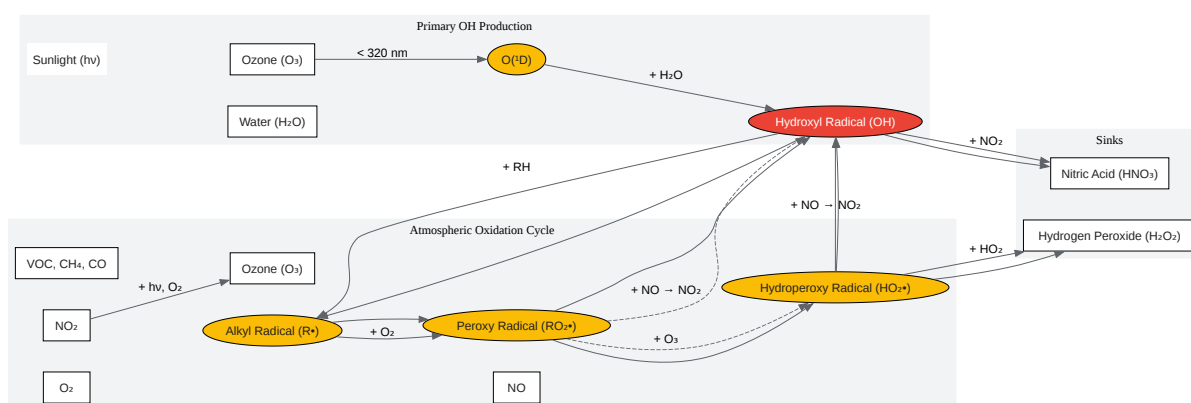 Primary OH Production
Sunlight (hν)
Ozone (O₃)
< 320 nm
O(¹D)
+ H₂O
Water (H₂O)
Hydroxyl Radical (OH)
+ NO₂
Sinks
Nitric Acid (HNO₃)
+ RH
+ NO → NO₂
Atmospheric Oxidation Cycle
Hydrogen Peroxide (H₂O₂)
+ HO₂
VOC, CH₄, CO
Ozone (O₃)
+ hν, O₂
+ NO → NO₂
Hydroperoxy Radical (HO₂•)
NO₂
Alkyl Radical (R•)
+ O₂
Peroxy Radical (RO₂•)
+ O₃
O₂
NO